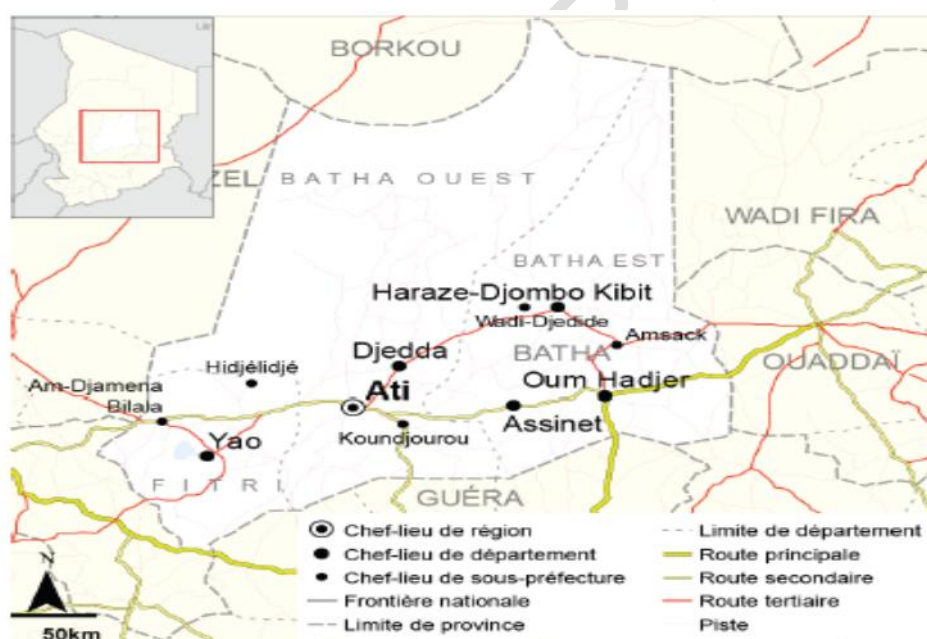 BORKOU
ZEL
BATHA OUEST
WADI FIRA
BATHA EST
Haraze-Djombo Kibit
Wadi-Djedide
Amsack
Djedda
BATHA
OUADDAÏ
Hidjélidjé
Am-Djamena
Bilala
Ati
Oum Hadjer
Assinet
Koundjourou
Yao
FITRI
GUÉRA
Chef-lieu de région
Chef-lieu de département
Chef-lieu de sous-préfecture
Frontière nationale
Limite de province
Limite de département
Route principale
Route secondaire
Route tertiaire
Piste
N
50km